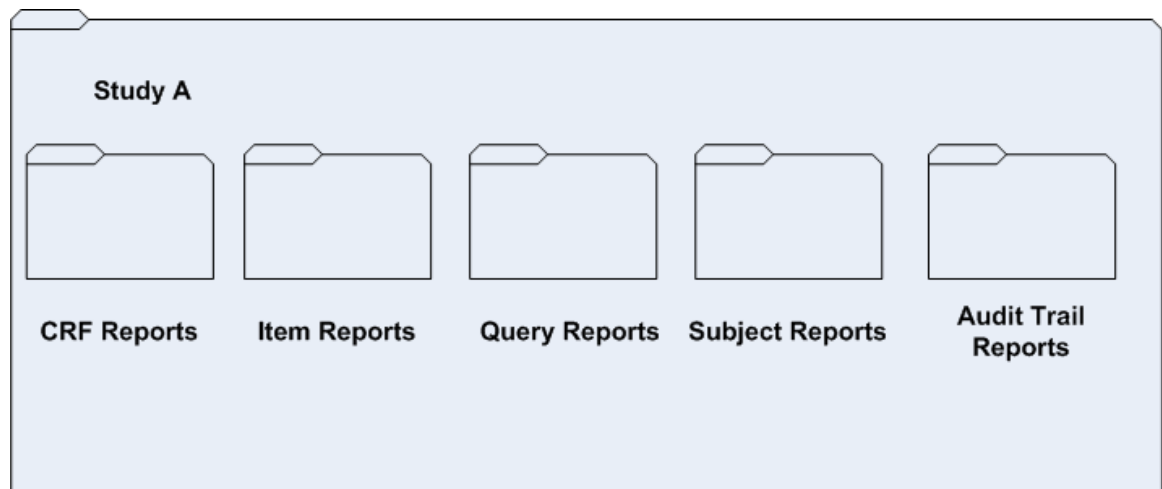 Study A
CRF Reports
Item Reports
Query Reports
Subject Reports
Audit Trail
Reports